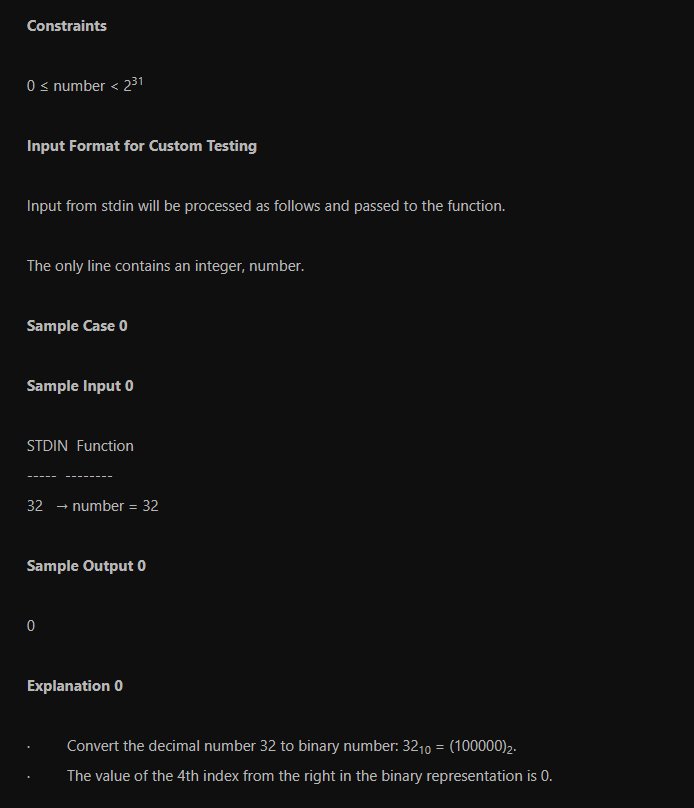 Constraints
0 ≤ number < 2³¹
Input Format for Custom Testing
Input from stdin will be processed as follows and passed to the function.
The only line contains an integer, number.
Sample Case 0
Sample Input 0
STDIN  Function
-----  --------
32   → number = 32
Sample Output 0
0
Explanation 0
·        Convert the decimal number 32 to binary number: 32₁₀ = (100000)₂.
·        The value of the 4th index from the right in the binary representation is 0.